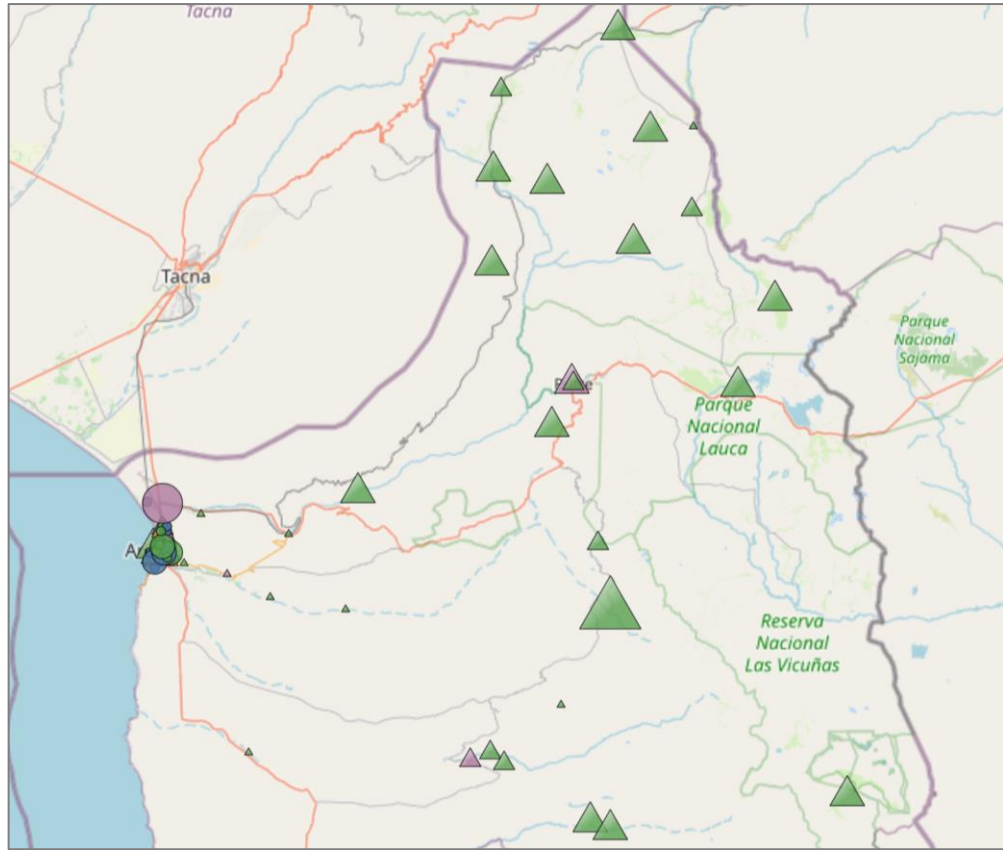 Tacna
Tacna
Parque
Nacional
Sajama
Parque
Nacional
Lauca
Reserva
Nacional
Las Vicuñas